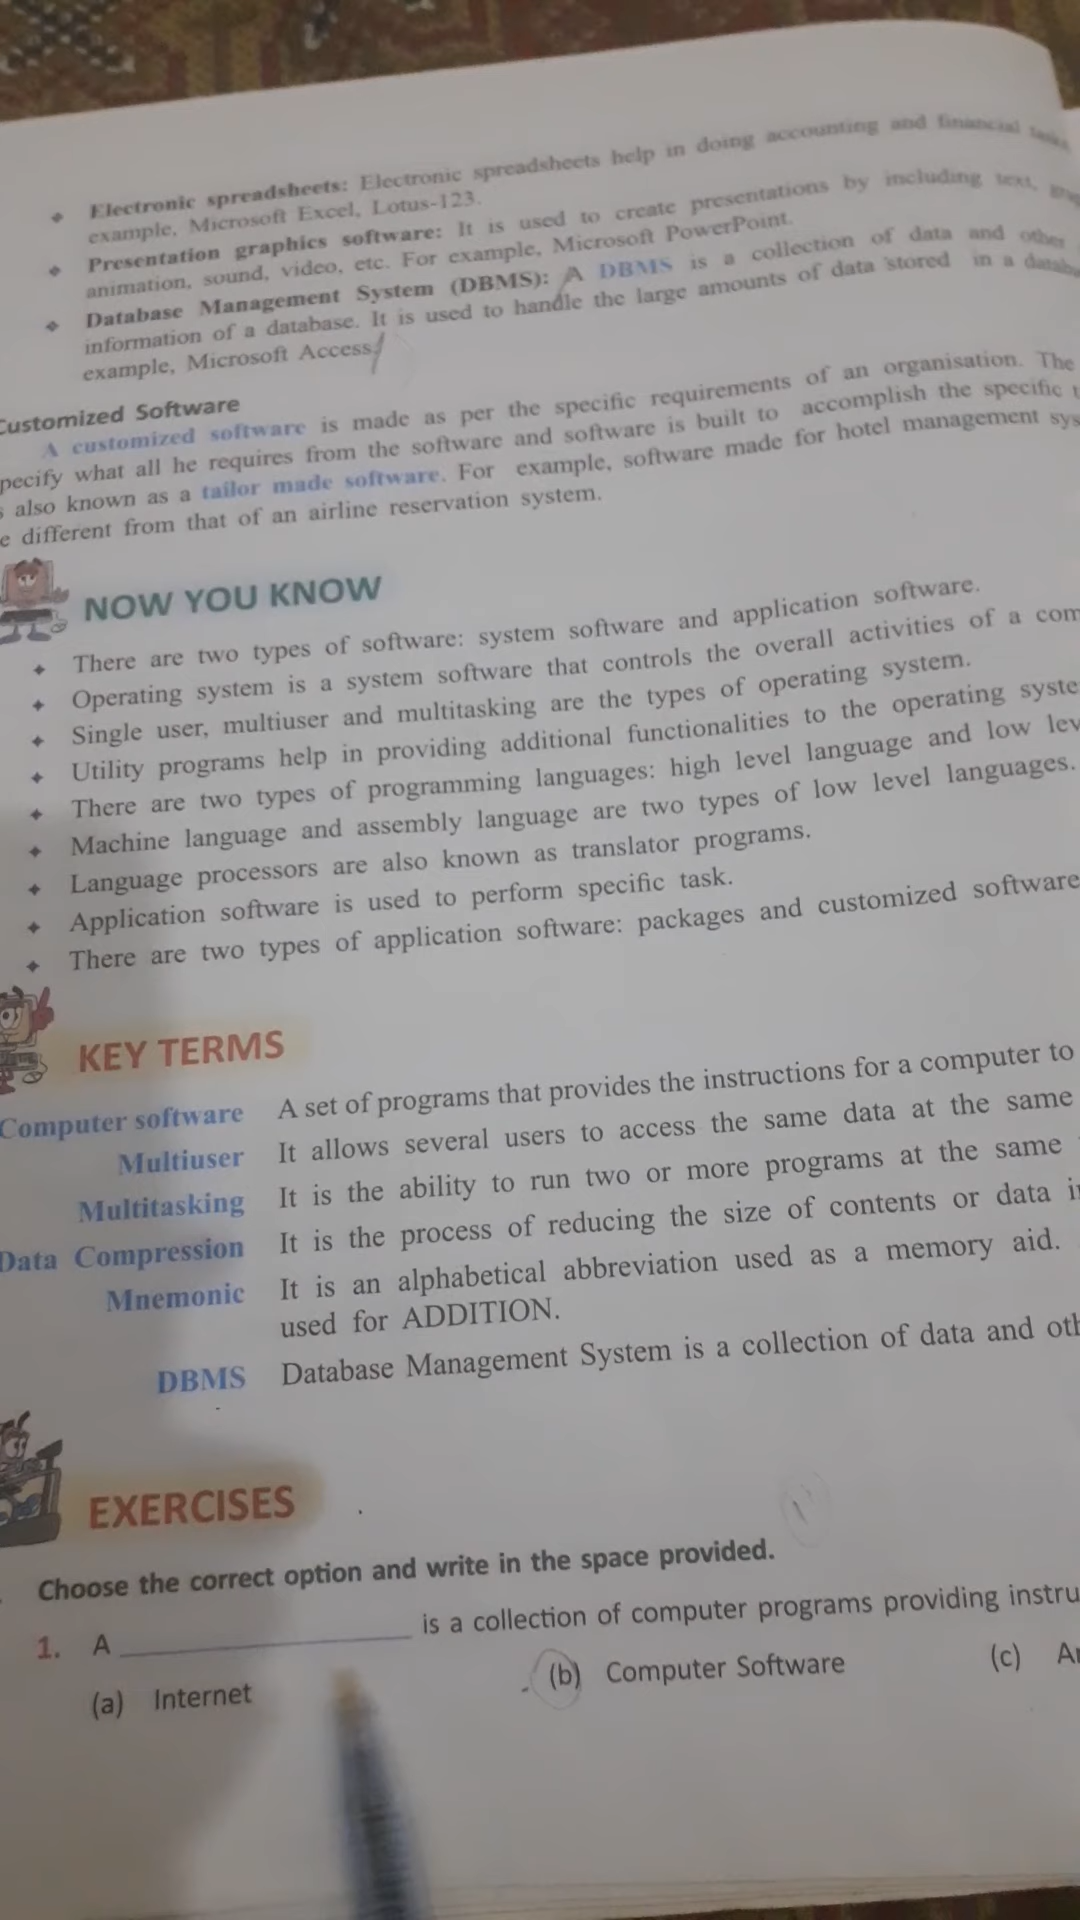 Electronic spreadsheets: Electronic spreadsheets help in doing accounting and financial tasks
example, Microsoft Excel, Lotus-123.
Presentation graphics software: It is used to create presentations by including text,
animation, sound, video, etc. For example, Microsoft PowerPoint.
Database Management System (DBMS): A DBMS is a collection of data and other
information of a database. It is used to handle the large amounts of data stored in a
example, Microsoft Access.
Customized Software
A customized software is made as per the specific requirements of an organisation. The
pecify what all he requires from the software and software is built to accomplish the specific t
s also known as a tailor made software. For example, software made for hotel management sys
e different from that of an airline reservation system.
NOW YOU KNOW
There are two types of software: system software and application software.
Operating system is a system software that controls the overall activities of a com
Single user, multiuser and multitasking are the types of operating system.
Utility programs help in providing additional functionalities to the operating syste
There are two types of programming languages: high level language and low lev
Machine language and assembly language are two types of low level languages.
Language processors are also known as translator programs.
Application software is used to perform specific task.
There are two types of application software: packages and customized software
KEY TERMS
Computer software A set of programs that provides the instructions for a computer to
Multiuser It allows several users to access the same data at the same
Multitasking It is the ability to run two or more programs at the same
Data Compression It is the process of reducing the size of contents or data i
Mnemonic It is an alphabetical abbreviation used as a memory aid.
used for ADDITION.
DBMS Database Management System is a collection of data and oth
EXERCISES
Choose the correct option and write in the space provided.
1. A ____________ is a collection of computer programs providing instru
(a) Internet (b) Computer Software (c) A